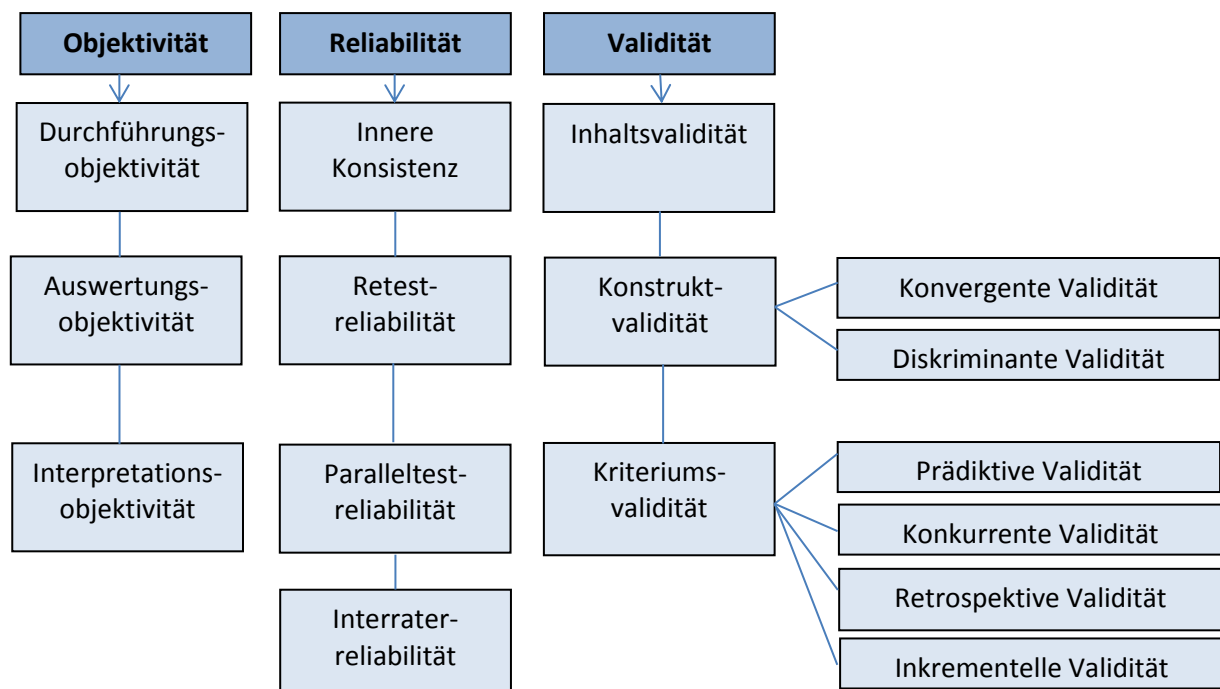 Objektivität
Reliabilität
Validität
Durchführungs-
objektivität
Innere
Konsistenz
Inhaltsvalidität
Auswertungs-
objektivität
Retest-
reliabilität
Konstrukt-
validität
Konvergente Validität
Diskriminante Validität
Interpretations-
objektivität
Paralleltest-
reliabilität
Kriteriums-
validität
Prädiktive Validität
Konkurrente Validität
Retrospektive Validität
Inkrementelle Validität
Interrater-
reliabilität